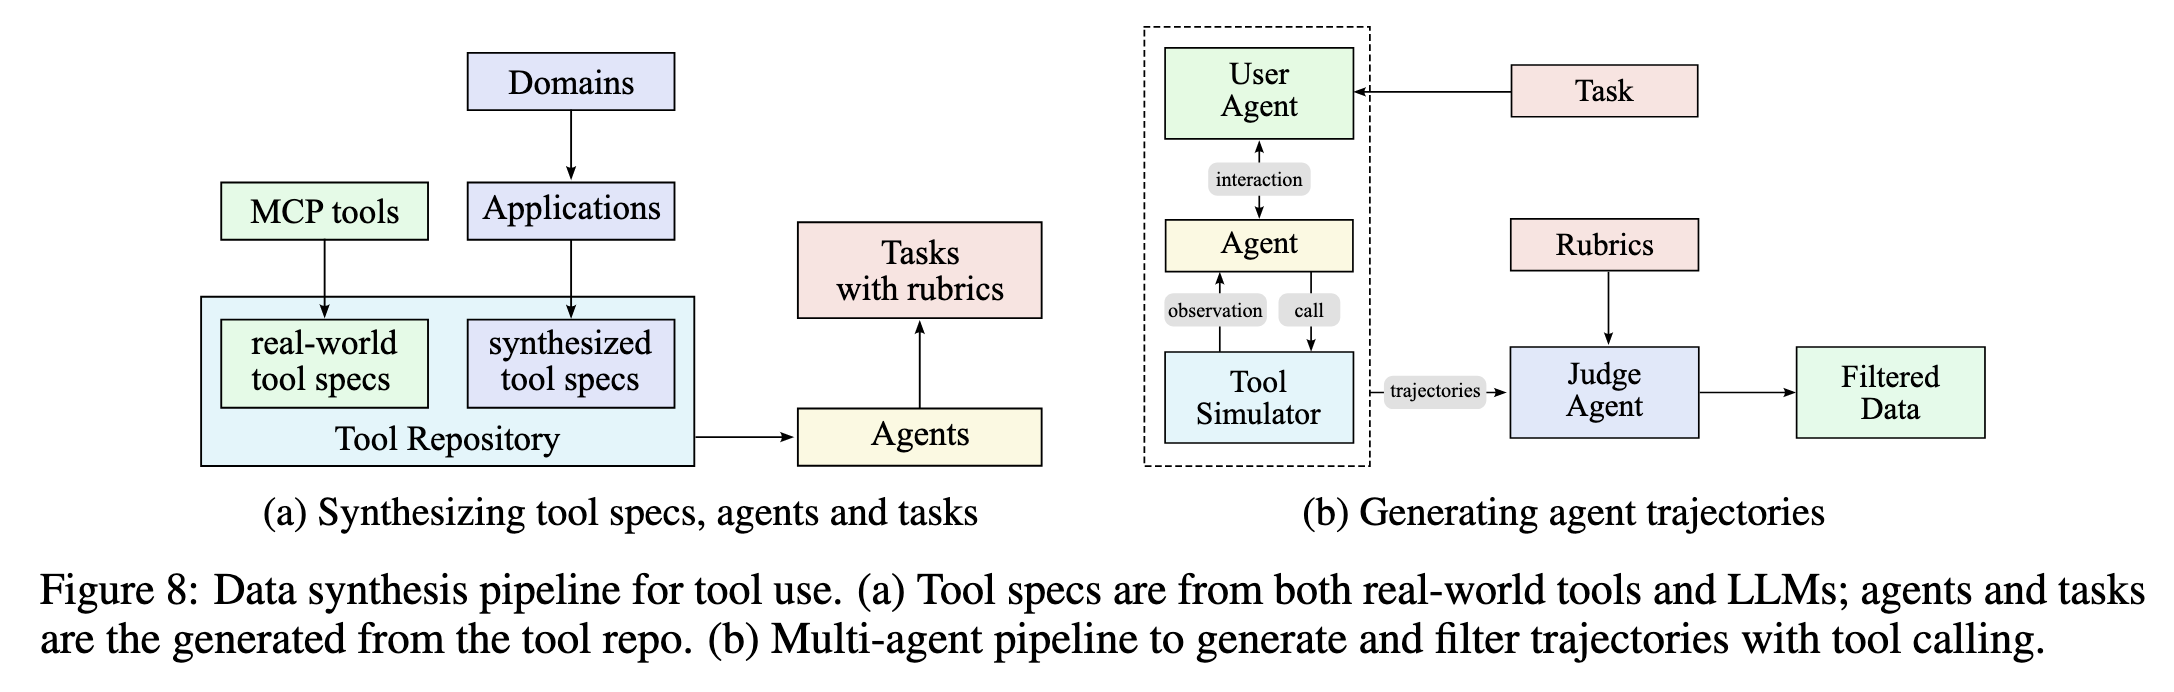 Domains
MCP tools
Applications
real-world
tool specs
synthesized
tool specs
Tool Repository
Tasks
with rubrics
Agents
(a) Synthesizing tool specs, agents and tasks
User
Agent
Task
interaction
Agent
Rubrics
observation
call
Tool
Simulator
trajectories
Judge
Agent
Filtered
Data
(b) Generating agent trajectories
Figure 8: Data synthesis pipeline for tool use. (a) Tool specs are from both real-world tools and LLMs; agents and tasks
are the generated from the tool repo. (b) Multi-agent pipeline to generate and filter trajectories with tool calling.